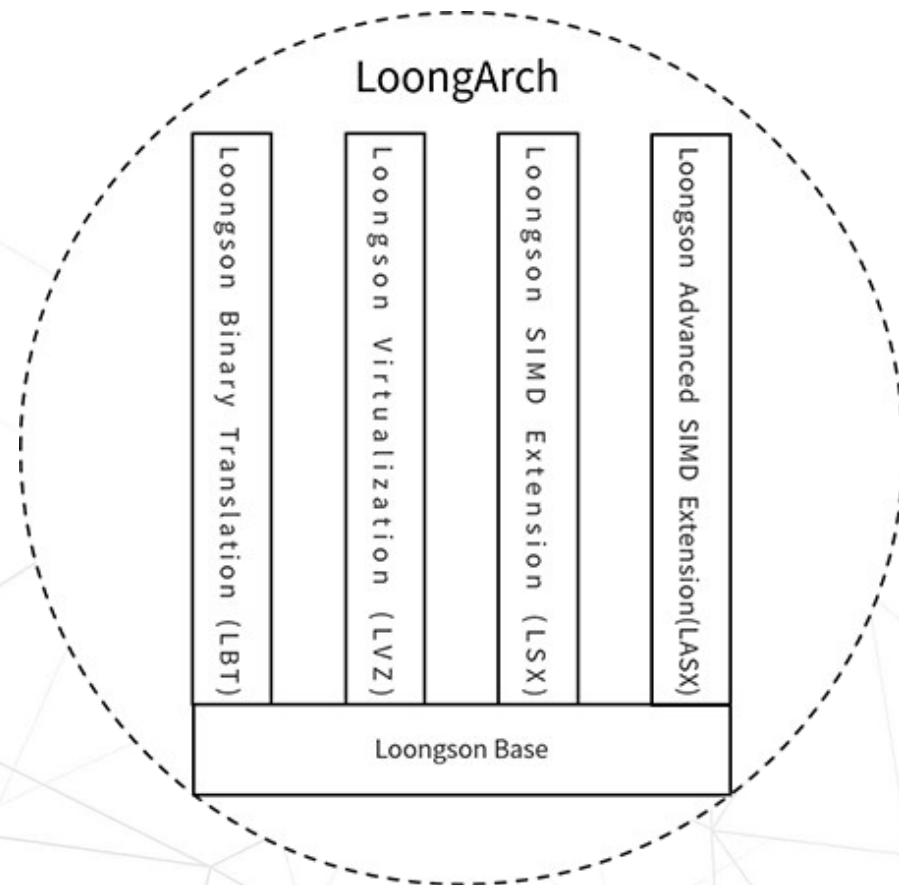 LoongArch
Loongson Binary Translation (LBT)
Loongson Virtualization (LVZ)
Loongson SIMD Extension (LSX)
Loongson Advanced SIMD Extension(LASX)
Loongson Base